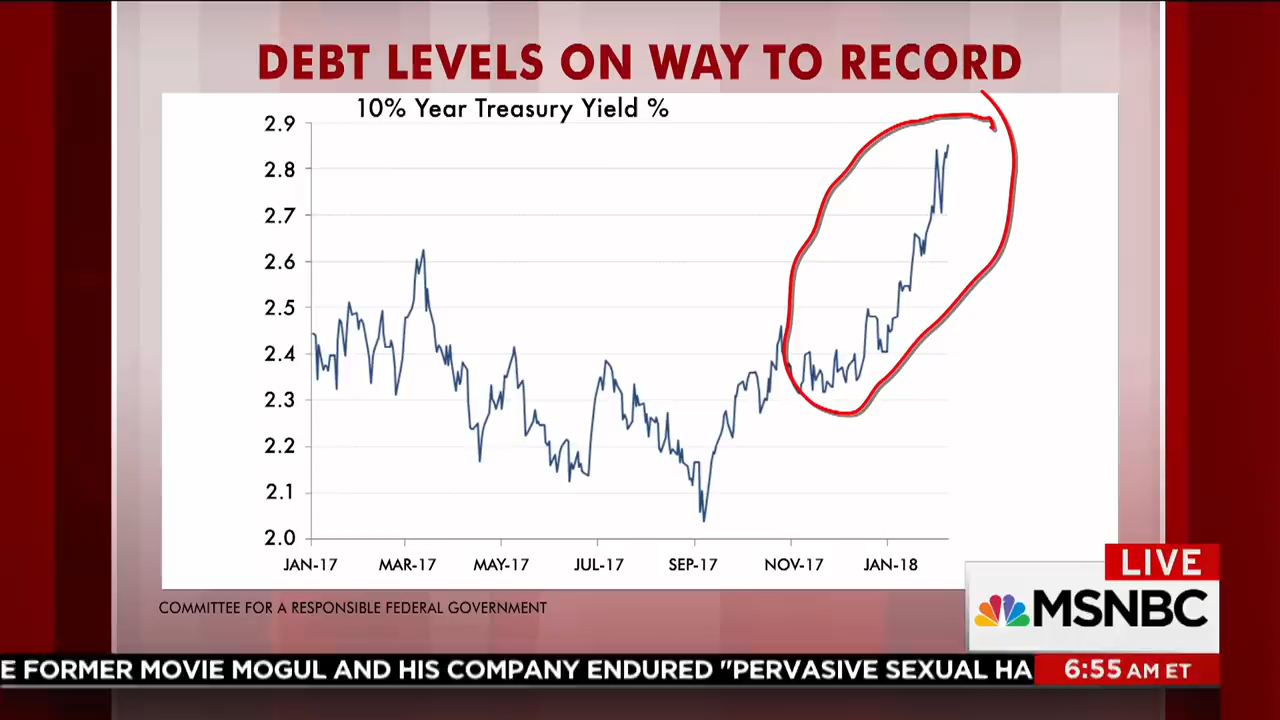 DEBT LEVELS ON WAY TO RECORD
10% Year Treasury Yield %
2.9
2.8
2.7
2.6
2.5
2.4
2.3
2.2
2.1
2.0
JAN-17 MAR-17 MAY-17 JUL-17 SEP-17 NOV-17 JAN-18
COMMITTEE FOR A RESPONSIBLE FEDERAL GOVERNMENT
LIVE
MSNBC
E FORMER MOVIE MOGUL AND HIS COMPANY ENDURED "PERVASIVE SEXUAL HA
6:55 AM ET